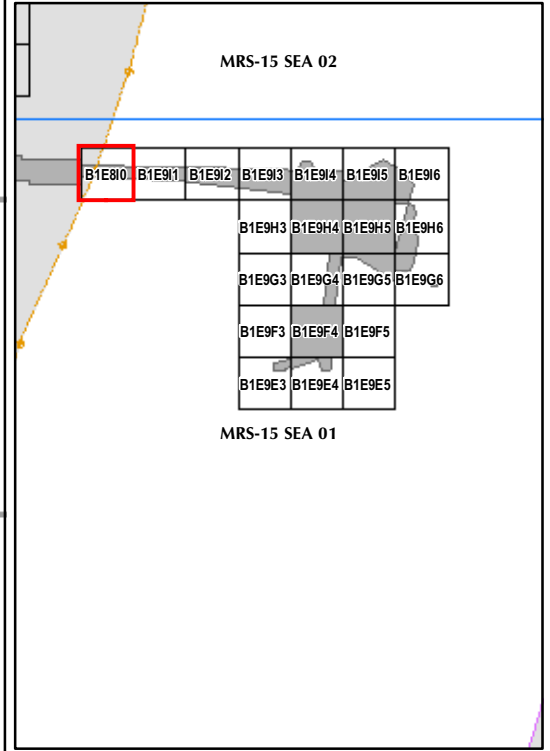 MRS-15 SEA 02
B1E8I0 B1E9I1 B1E9I2 B1E9I3 B1E9I4 B1E9I5 B1E9I6
B1E9H3 B1E9H4 B1E9H5 B1E9H6
B1E9G3 B1E9G4 B1E9G5 B1E9G6
B1E9F3 B1E9F4 B1E9F5
B1E9E3 B1E9E4 B1E9E5
MRS-15 SEA 01